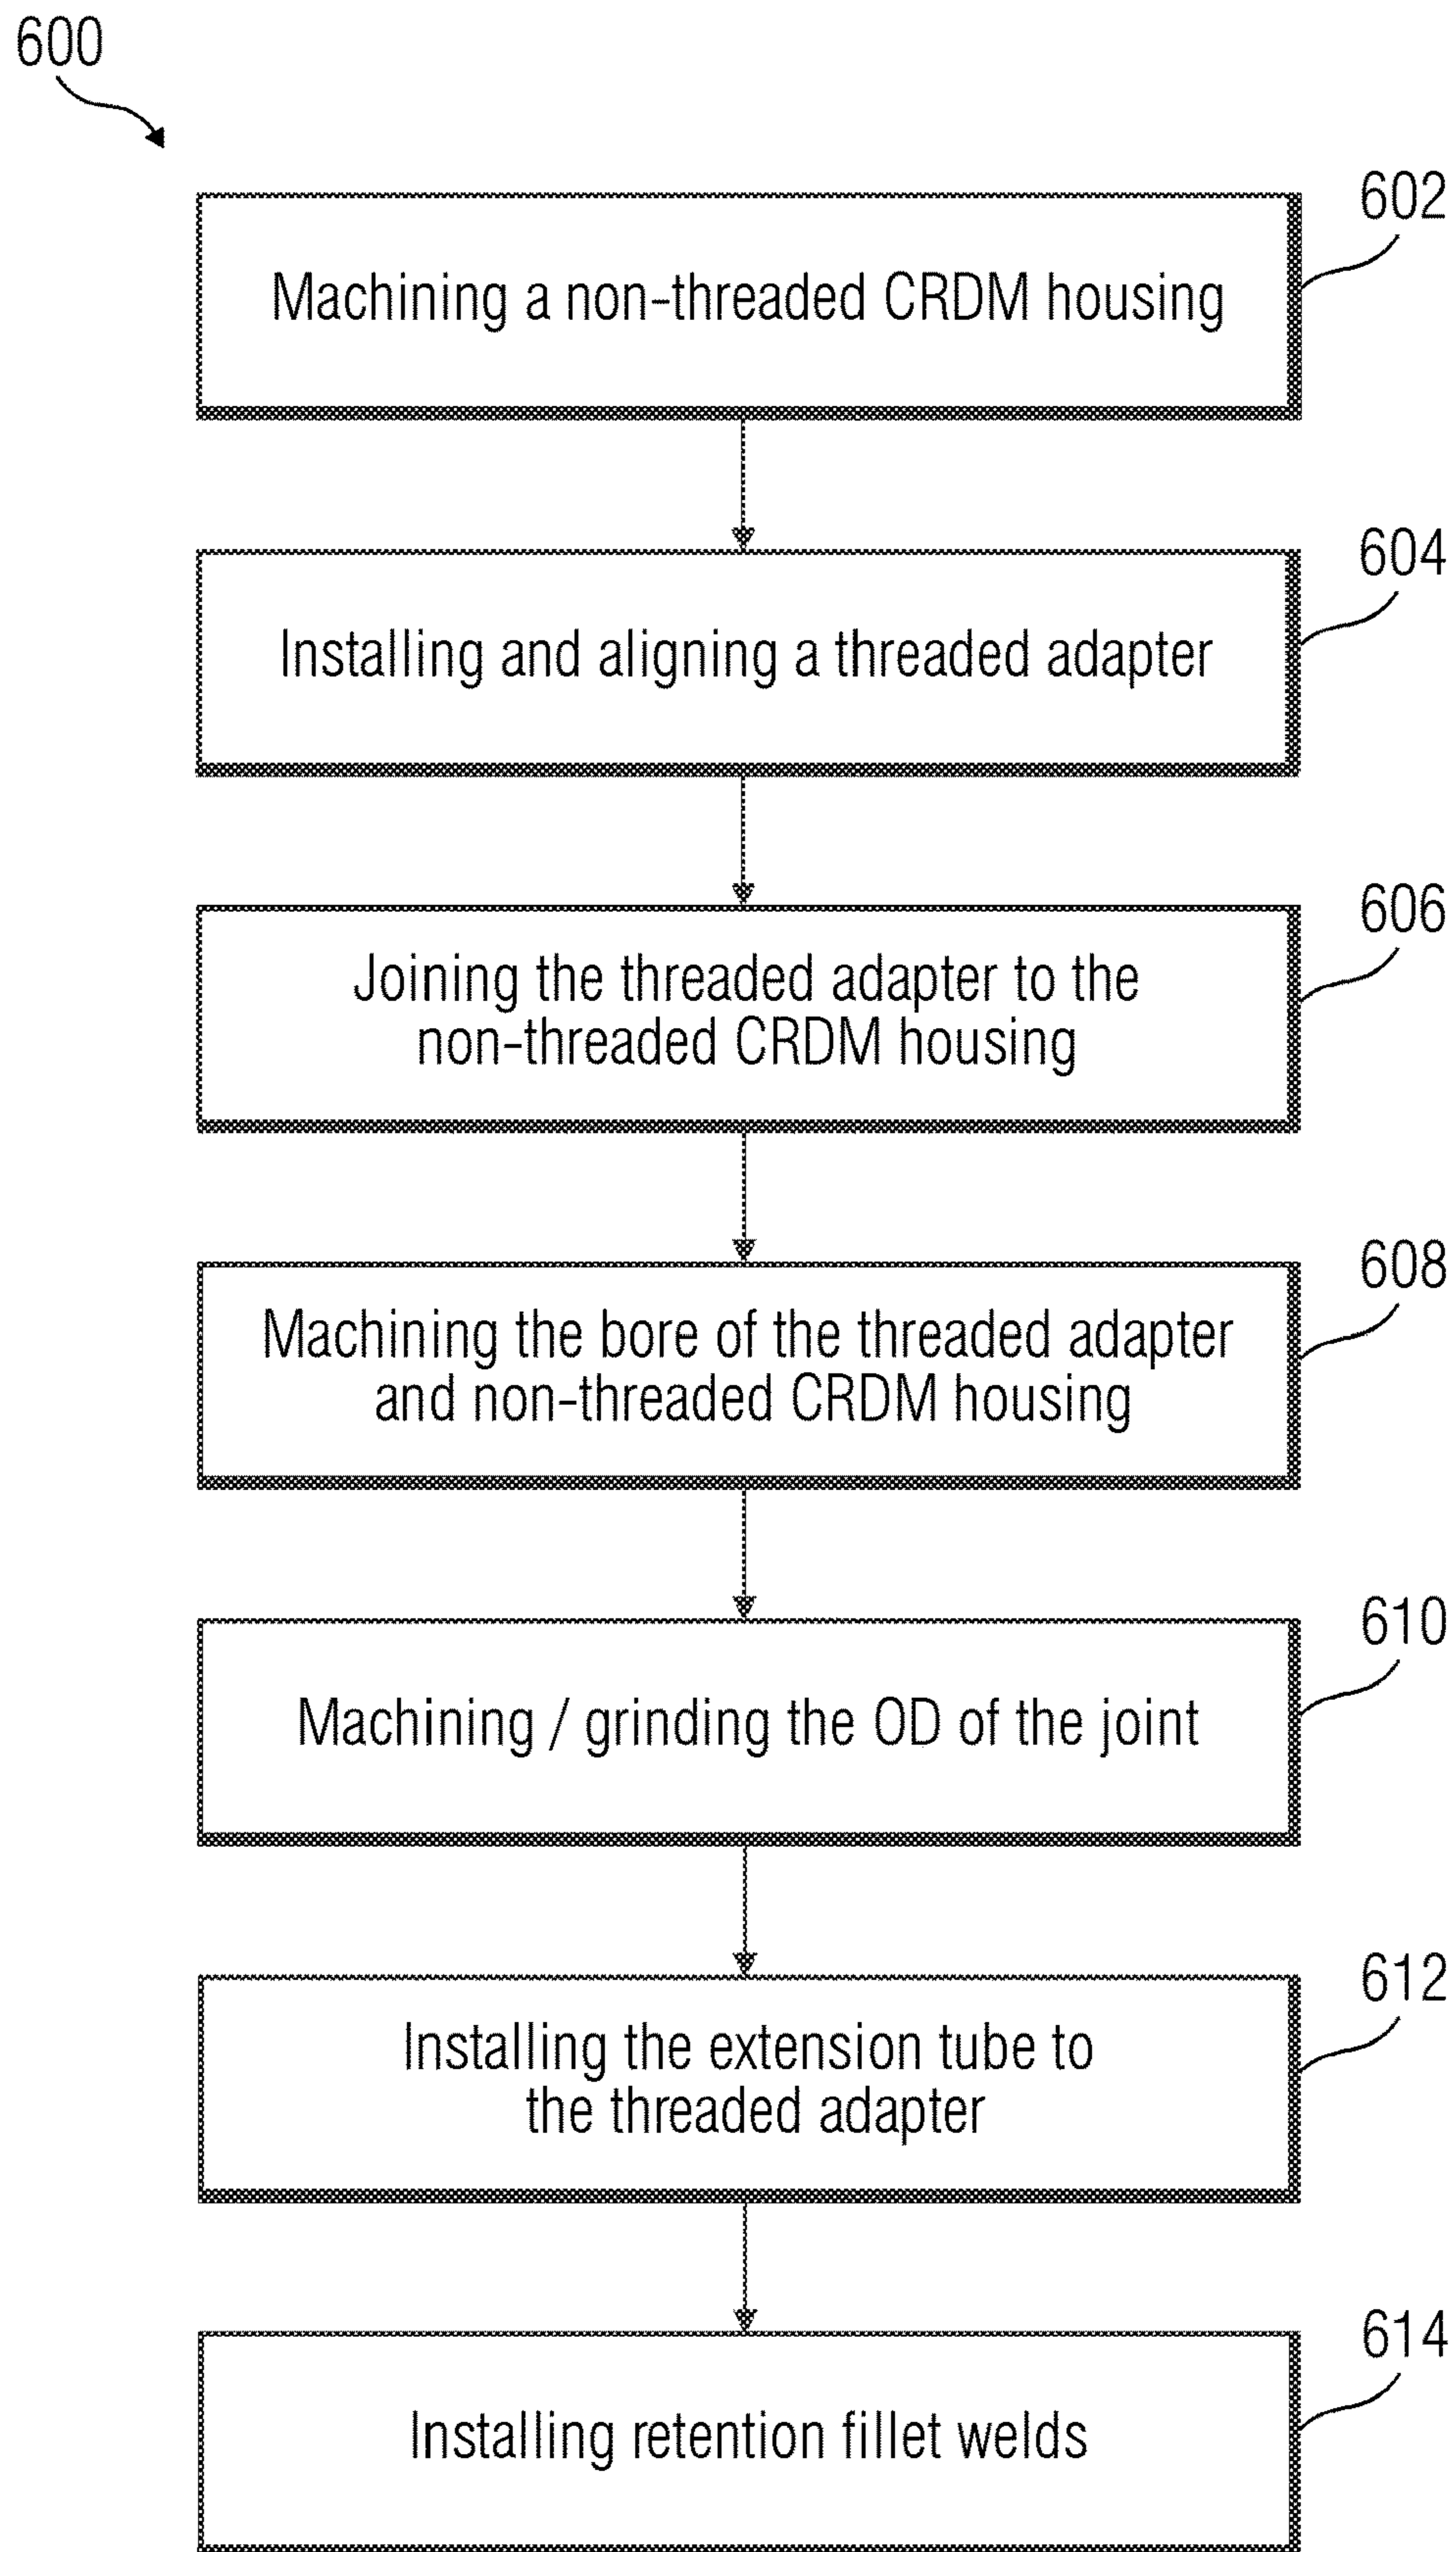 600
602
Machining a non-threaded CRDM housing
604
Installing and aligning a threaded adapter
606
Joining the threaded adapter to the
non-threaded CRDM housing
608
Machining the bore of the threaded adapter
and non-threaded CRDM housing
610
Machining / grinding the OD of the joint
612
Installing the extension tube to
the threaded adapter
614
Installing retention fillet welds